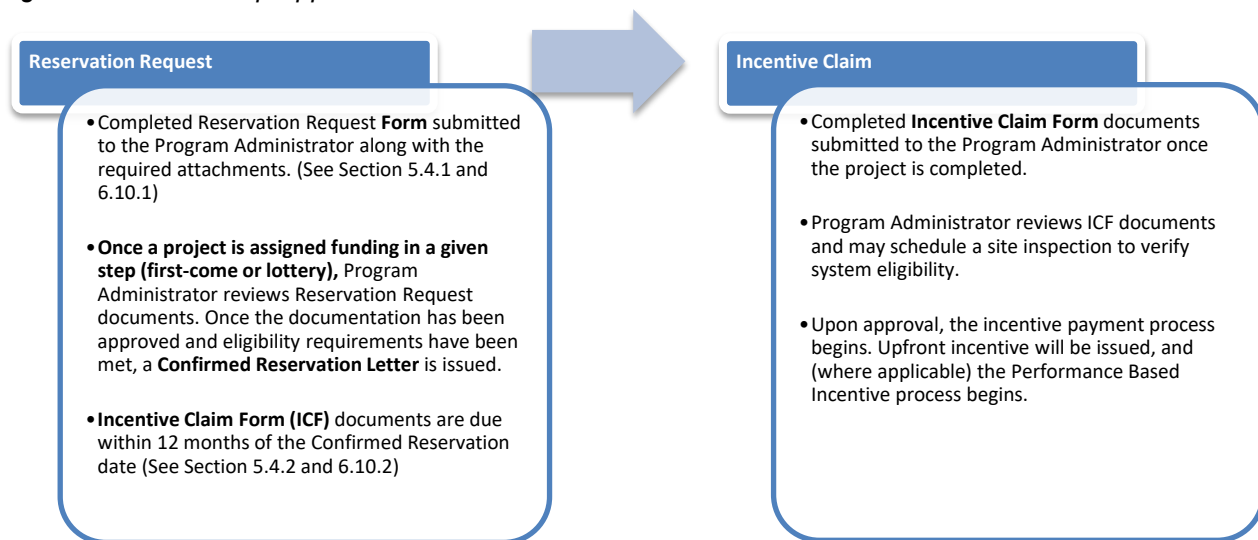 Reservation Request
•Completed Reservation Request Form submitted
to the Program Administrator along with the
required attachments. (See Section 5.4.1 and
6.10.1)
•Once a project is assigned funding in a given
step (first-come or lottery), Program
Administrator reviews Reservation Request
documents. Once the documentation has been
approved and eligibility requirements have been
met, a Confirmed Reservation Letter is issued.
•Incentive Claim Form (ICF) documents are due
within 12 months of the Confirmed Reservation
date (See Section 5.4.2 and 6.10.2)
Incentive Claim
•Completed Incentive Claim Form documents
submitted to the Program Administrator once
the project is completed.
•Program Administrator reviews ICF documents
and may schedule a site inspection to verify
system eligibility.
•Upon approval, the incentive payment process
begins. Upfront incentive will be issued, and
(where applicable) the Performance Based
Incentive process begins.